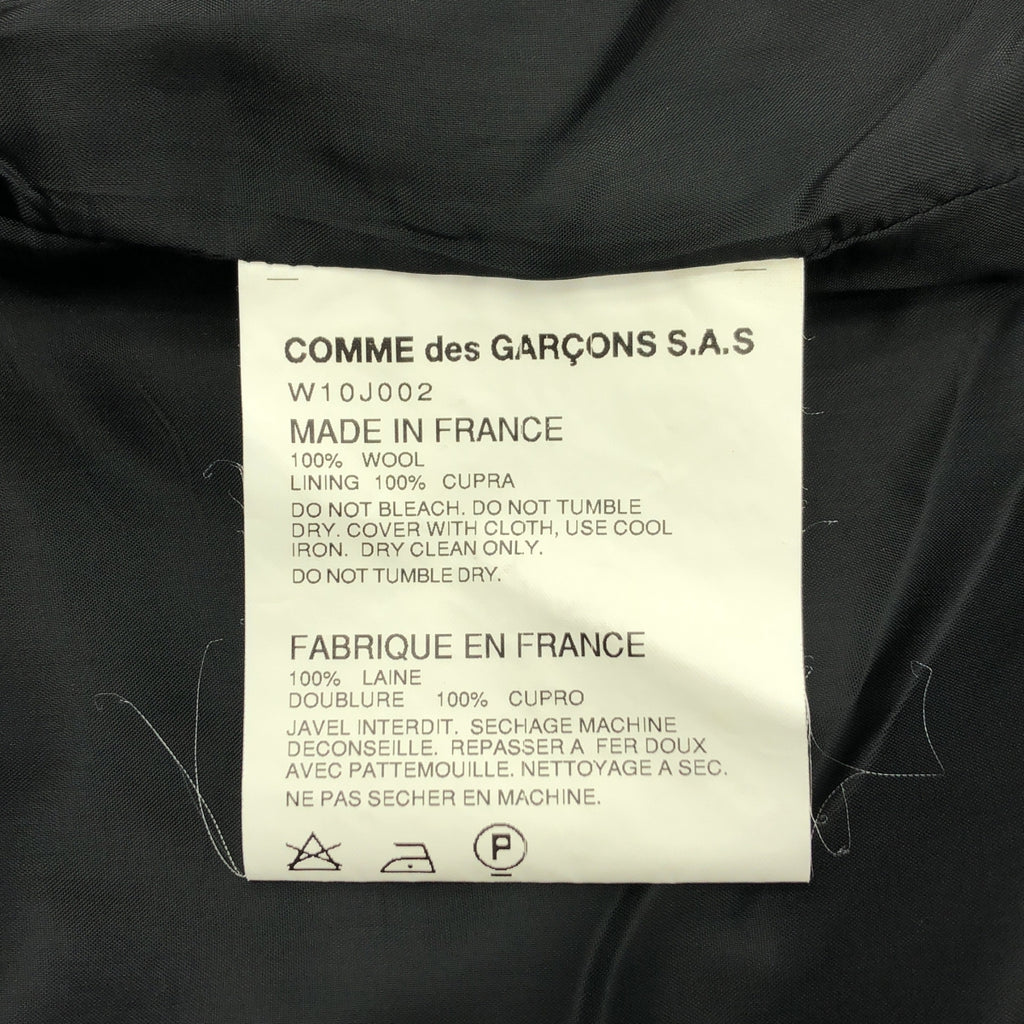 COMME des GARÇONS S.A.S
W10J002
MADE IN FRANCE
100% WOOL
LINING 100% CUPRA
DO NOT BLEACH. DO NOT TUMBLE
DRY. COVER WITH CLOTH, USE COOL
IRON. DRY CLEAN ONLY.
DO NOT TUMBLE DRY.
FABRIQUE EN FRANCE
100% LAINE
DOUBLURE 100% CUPRO
JAVEL INTERDIT. SECHAGE MACHINE
DECONSEILLE. REPASSER A FER DOUX
AVEC PATTEMOUILLE. NETTOYAGE A SEC.
NE PAS SECHER EN MACHINE.
P